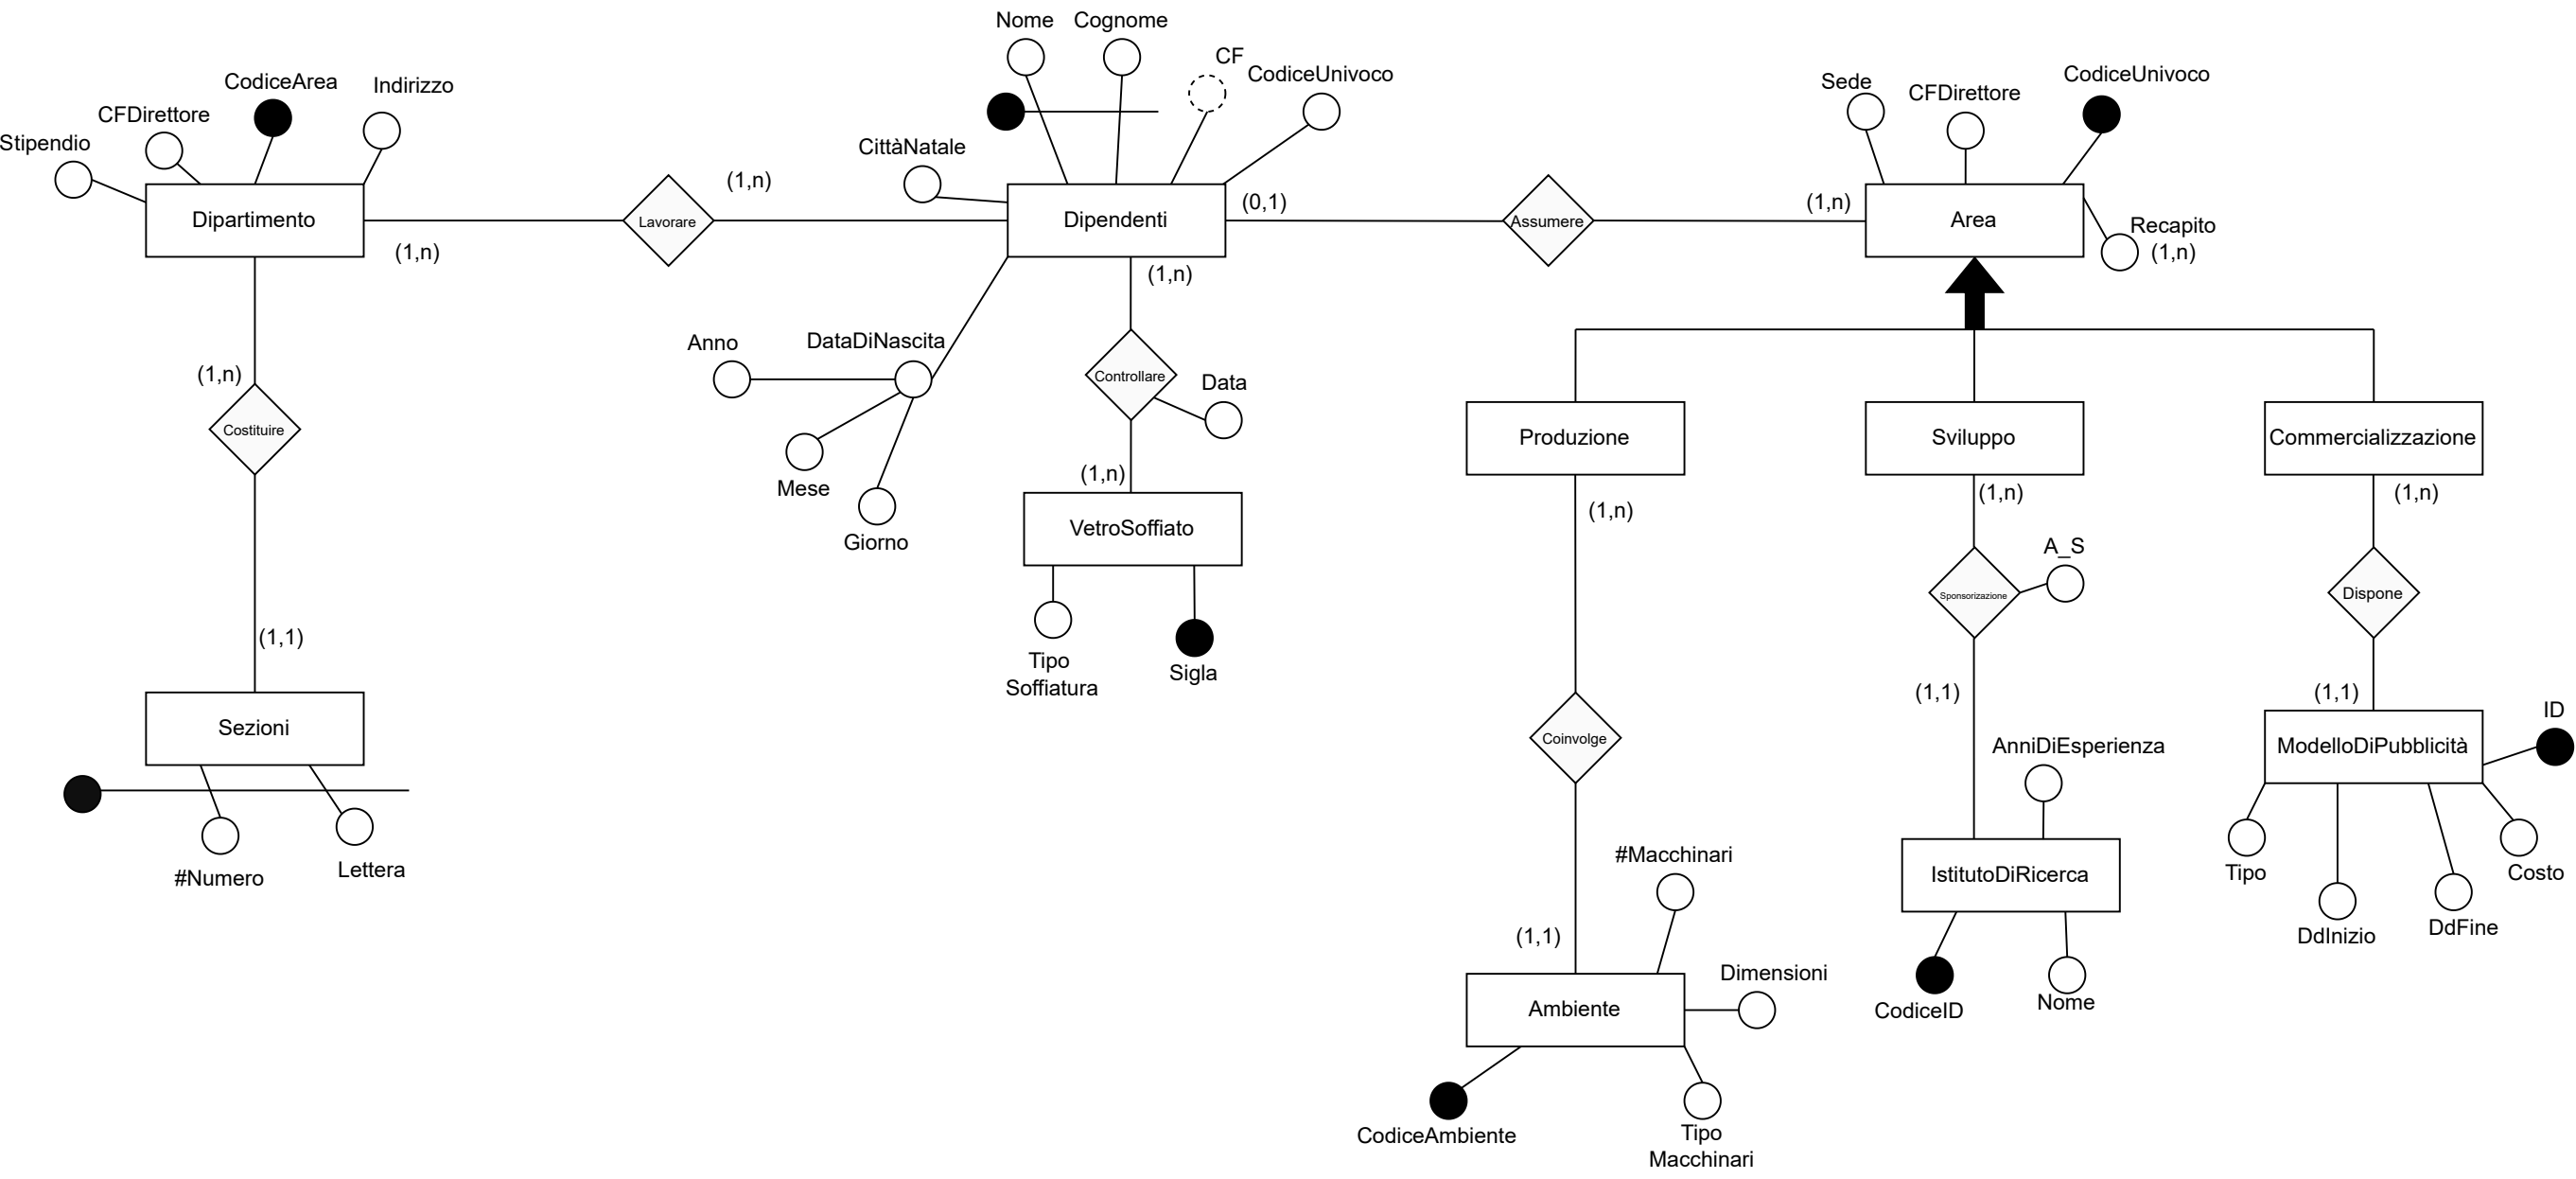 Nome
Cognome
CF
CodiceUnivoco
CodiceArea
Indirizzo
CFDirettore
Stipendio
CittàNatale
Sede
CFDirettore
CodiceUnivoco
Dipartimento
(1,n)
Lavorare
(1,n)
Dipendenti
(0,1)
Assumere
(1,n)
Area
Recapito
(1,n)
(1,n)
DataDiNascita
Anno
Mese
Giorno
Controllare
Data
(1,n)
VetroSoffiato
Tipo
Soffiatura
Sigla
(1,n)
Costituire
(1,1)
Sezioni
#Numero
Lettera
Produzione
Sviluppo
Commercializzazione
(1,n)
(1,n)
(1,n)
A_S
Sponsorizazione
Dispone
(1,1)
(1,1)
Coinvolge
ID
ModelloDiPubblicità
AnniDiEsperienza
Tipo
DdInizio
DdFine
Costo
#Macchinari
IstitutoDiRicerca
(1,1)
Dimensioni
Ambiente
CodiceID
Nome
CodiceAmbiente
Tipo
Macchinari